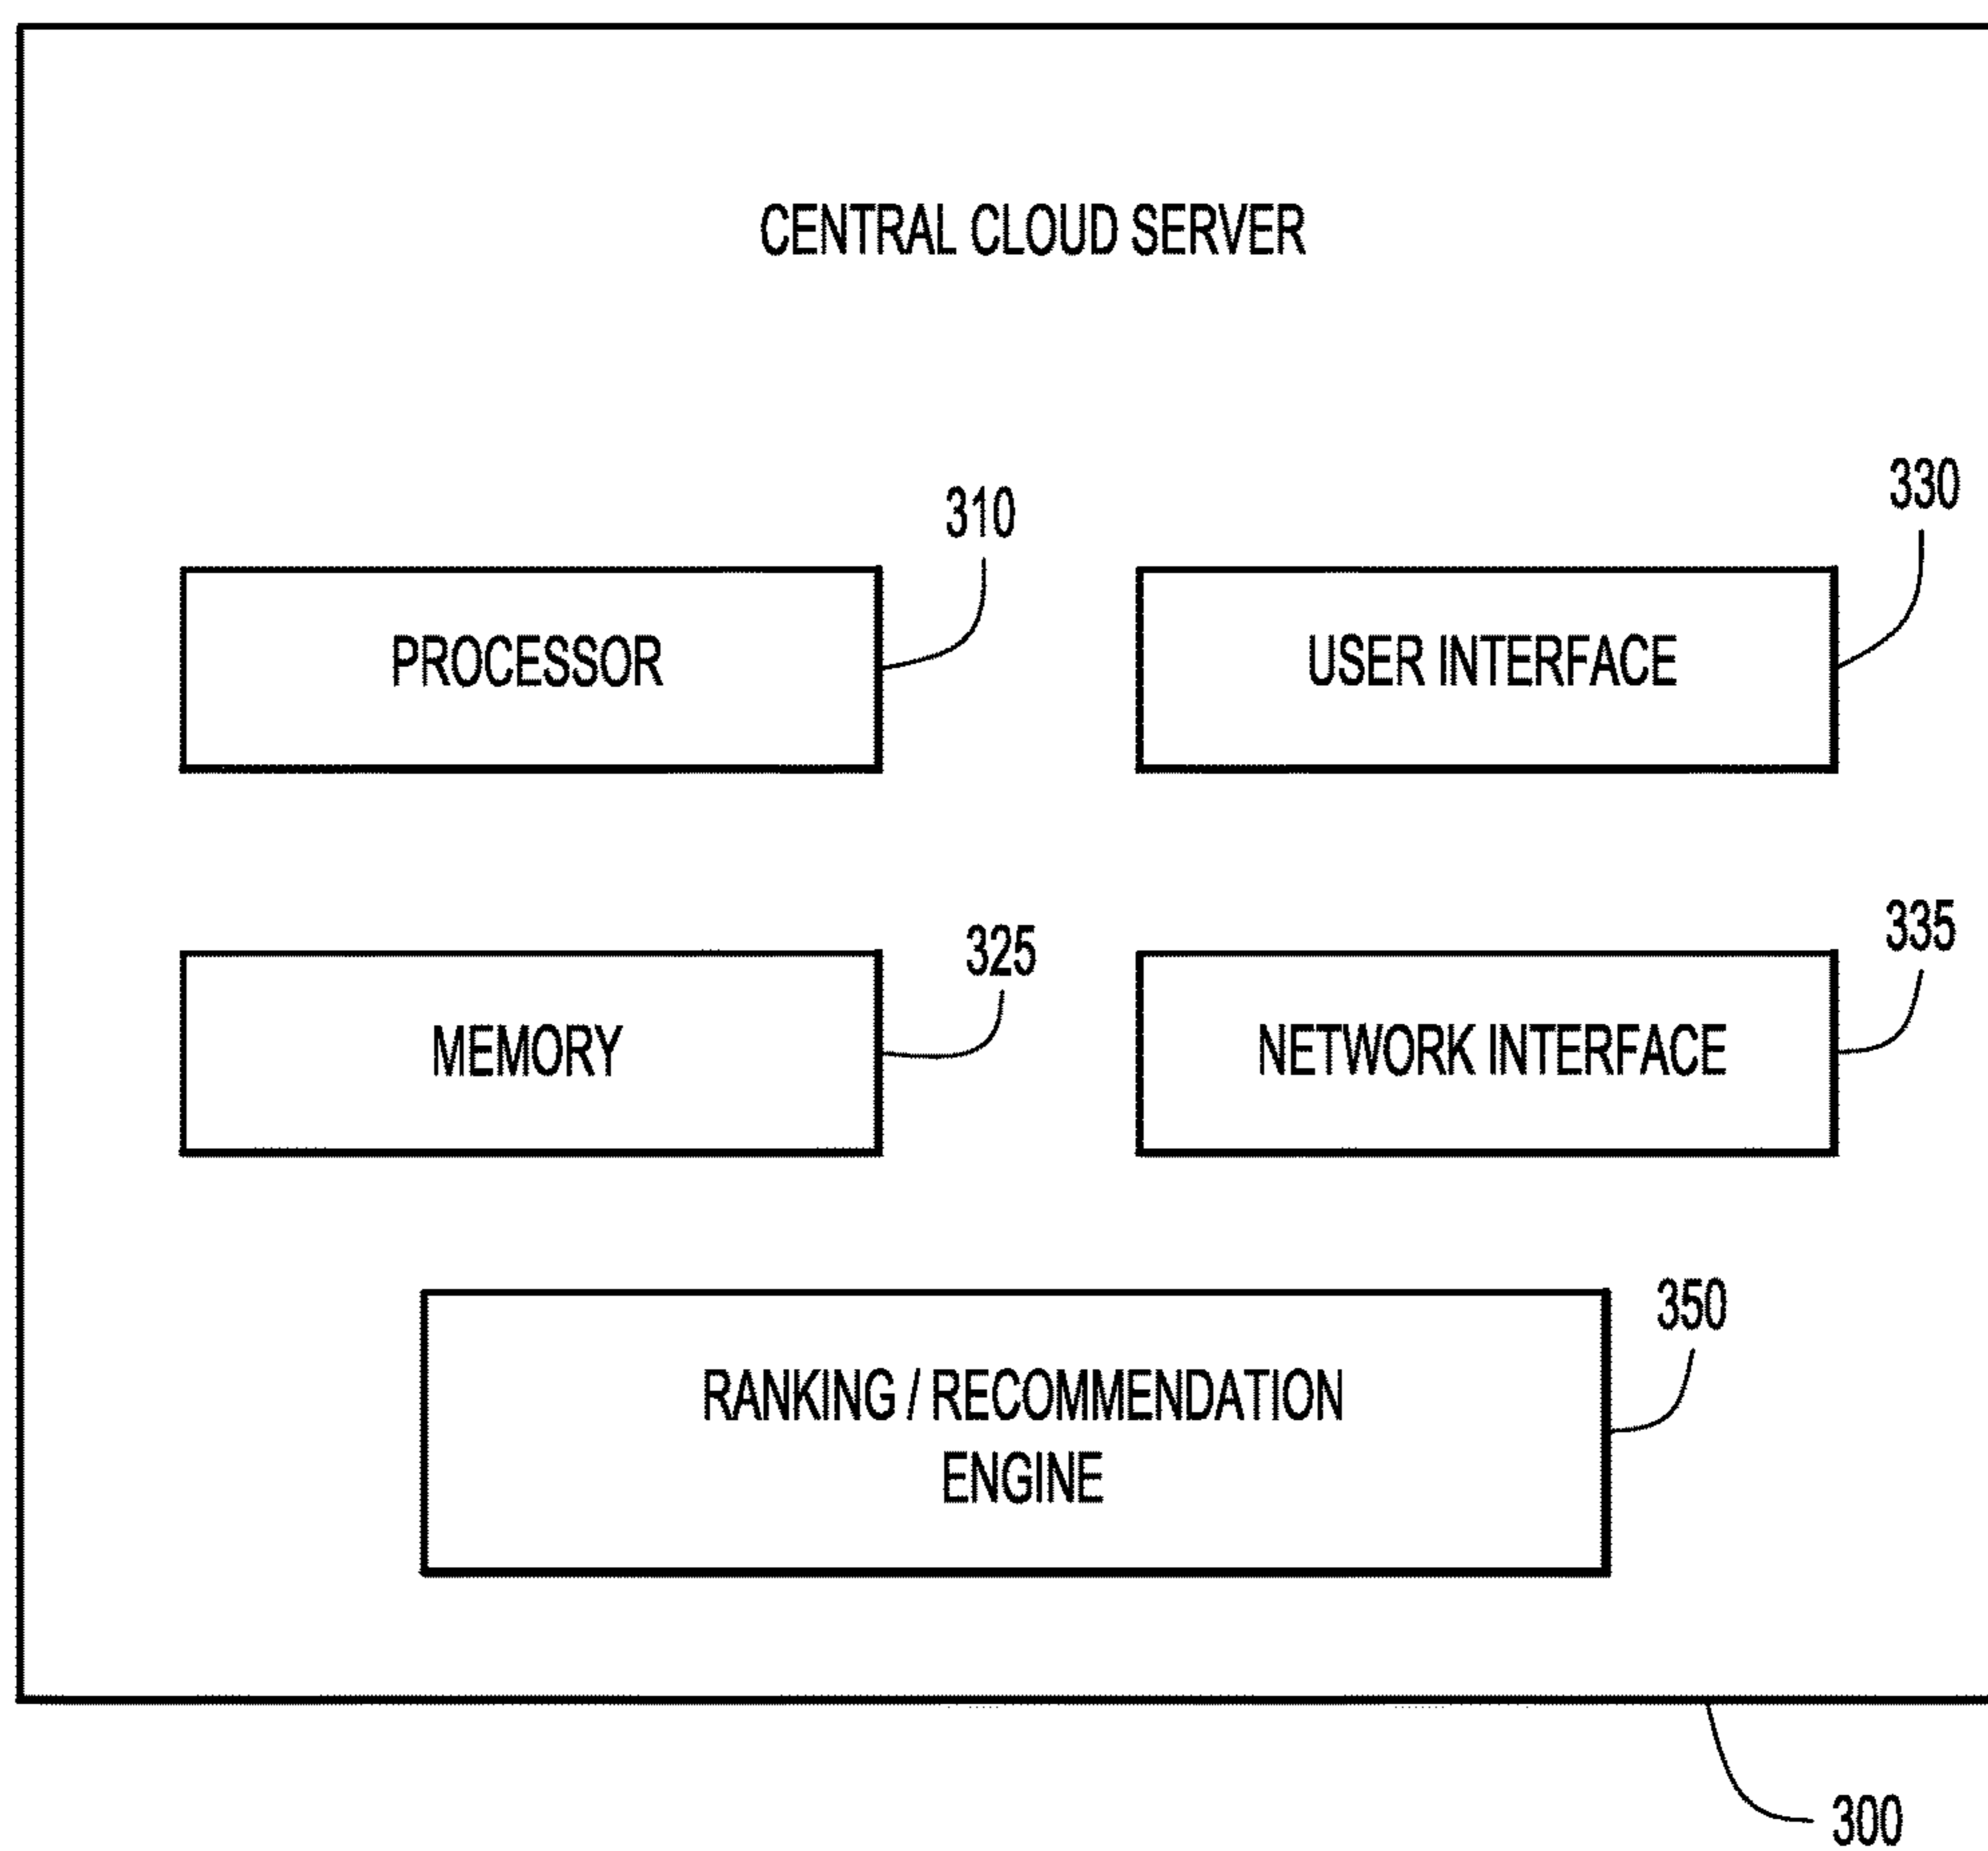 CENTRAL CLOUD SERVER
310
330
PROCESSOR
USER INTERFACE
325
335
MEMORY
NETWORK INTERFACE
350
RANKING / RECOMMENDATION
ENGINE
300